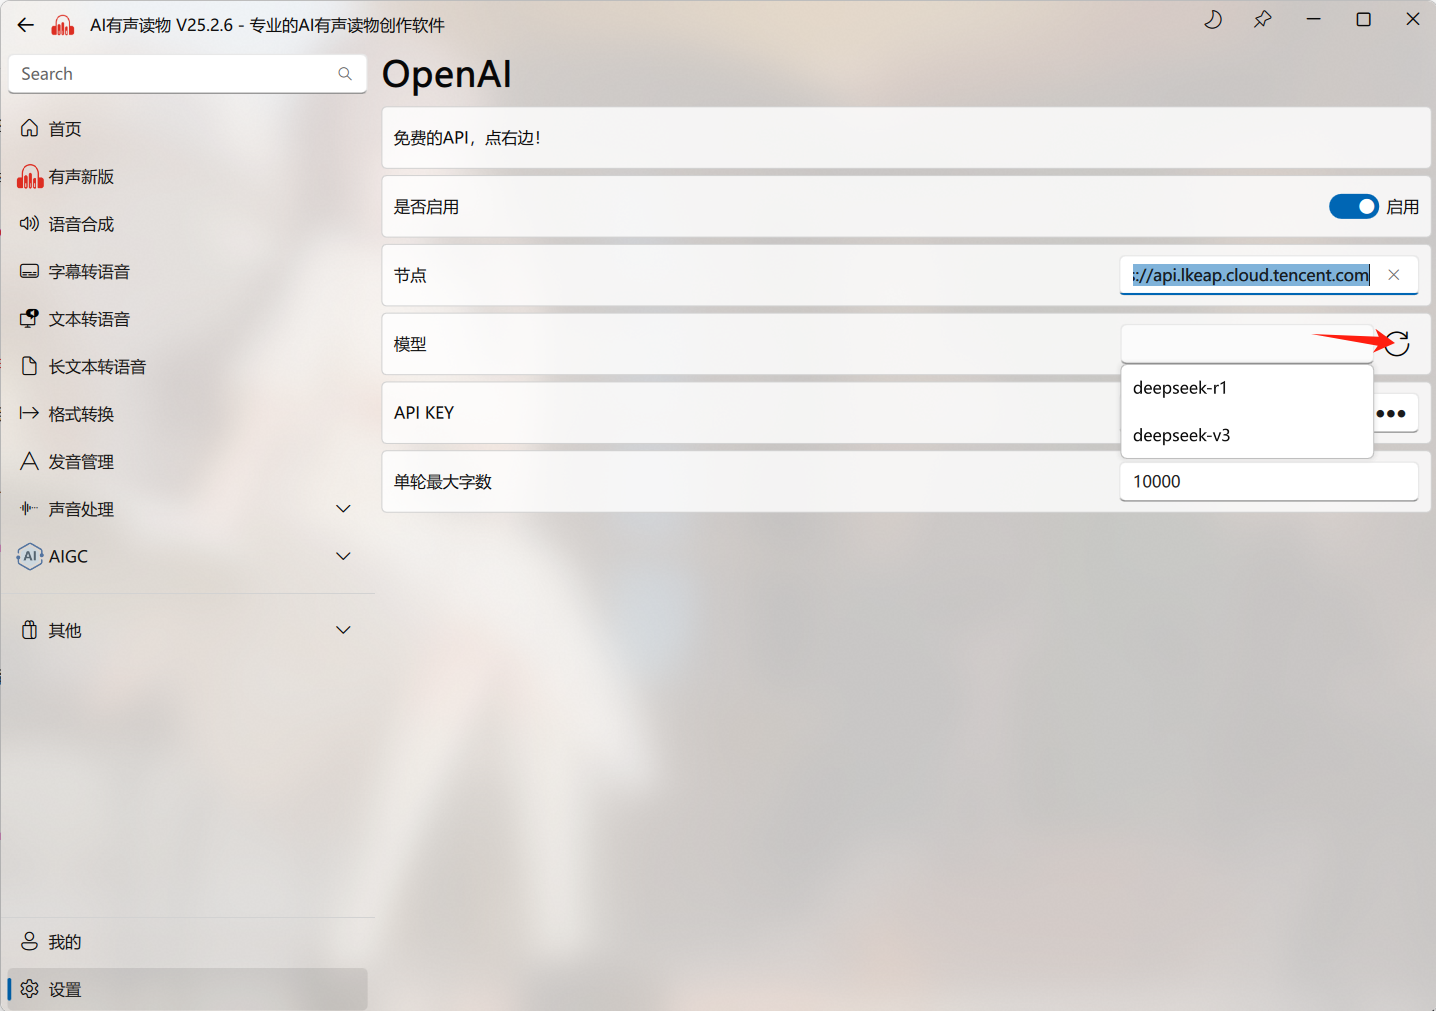 AI有声读物 V25.2.6 - 专业的AI有声读物创作软件
Search
首页
有声新版
语音合成
字幕转语音
文本转语音
长文本转语音
格式转换
发音管理
声音处理
AI AIGC
其他
我的
设置
OpenAI
免费的API，点右边！
是否启用
启用
节点
s://api.lkeap.cloud.tencent.com
模型
deepseek-r1
deepseek-v3
API KEY
单轮最大字数
10000